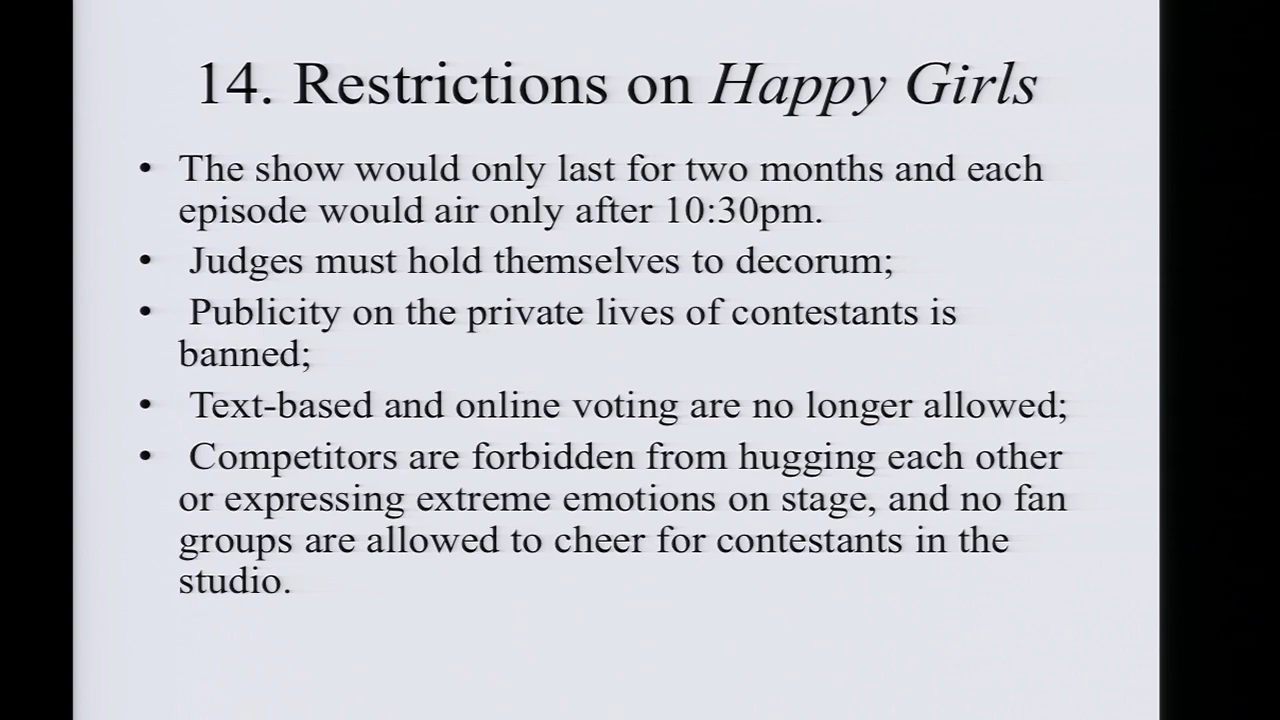 14. Restrictions on Happy Girls
• The show would only last for two months and each
episode would air only after 10:30pm.
• Judges must hold themselves to decorum;
• Publicity on the private lives of contestants is
banned;
• Text-based and online voting are no longer allowed;
• Competitors are forbidden from hugging each other
or expressing extreme emotions on stage, and no fan
groups are allowed to cheer for contestants in the
studio.